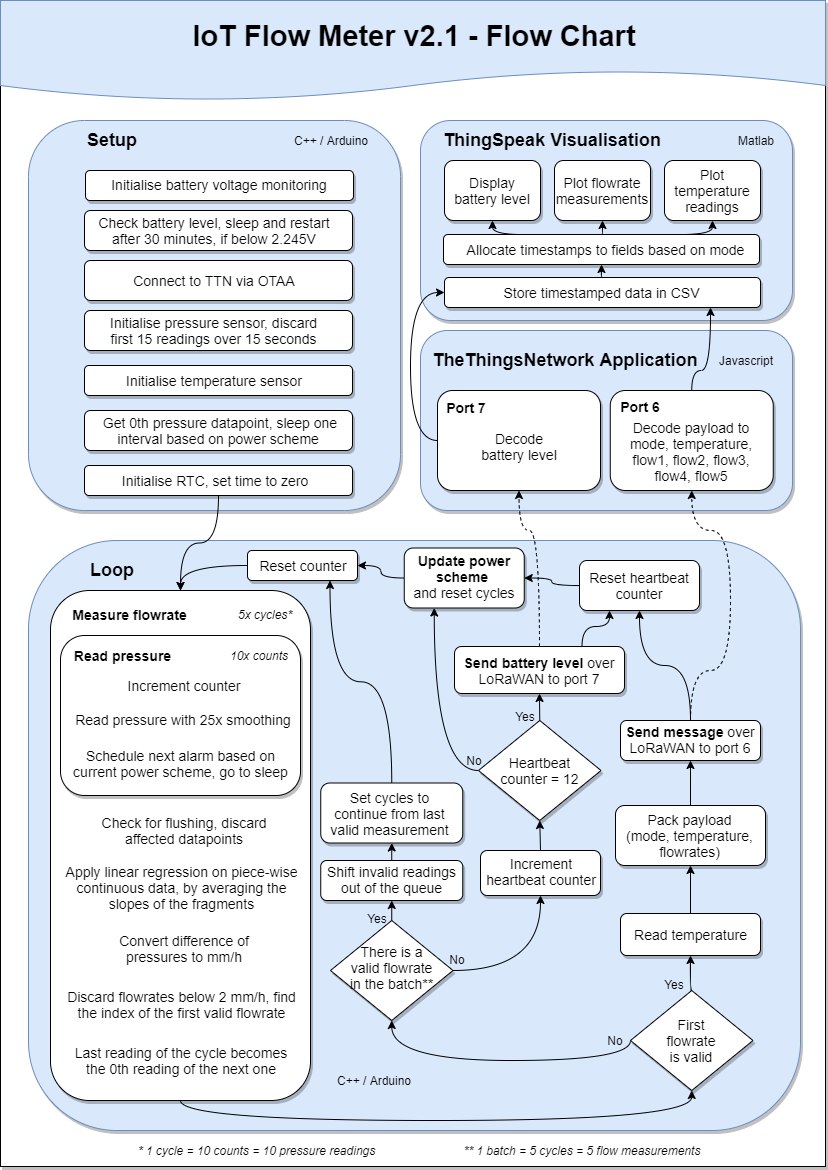 IoT Flow Meter v2.1 - Flow Chart
Setup
C++ / Arduino
Initialise battery voltage monitoring
Check battery level, sleep and restart
after 30 minutes, if below 2.245V
Connect to TTN via OTAA
Initialise pressure sensor, discard
first 15 readings over 15 seconds
Initialise temperature sensor
Get 0th pressure datapoint, sleep one
interval based on power scheme
Initialise RTC, set time to zero
ThingSpeak Visualisation
Matlab
Display
battery level
Plot flowrate
measurements
Plot
temperature
readings
Allocate timestamps to fields based on mode
Store timestamped data in CSV
TheThingsNetwork Application
Javascript
Port 7
Decode
battery level
Port 6
Decode payload to
mode, temperature,
flow1, flow2, flow3,
flow4, flow5
Loop
Reset counter
Update power
scheme
and reset cycles
Reset heartbeat
counter
Measure flowrate
5x cycles*
Read pressure
10x counts
Increment counter
Read pressure with 25x smoothing
Schedule next alarm based on
current power scheme, go to sleep
Check for flushing, discard
affected datapoints
Apply linear regression on piece-wise
continuous data, by averaging the
slopes of the fragments
Convert difference of
pressures to mm/h
Discard flowrates below 2 mm/h, find
the index of the first valid flowrate
Last reading of the cycle becomes
the 0th reading of the next one
Send battery level over
LoRaWAN to port 7
Yes
No
Heartbeat
counter = 12
Send message over
LoRaWAN to port 6
Set cycles to
continue from last
valid measurement
Pack payload
(mode, temperature,
flowrates)
Shift invalid readings
out of the queue
Increment
heartbeat counter
Yes
There is a
valid flowrate
in the batch**
No
Read temperature
Yes
First
flowrate
is valid
No
C++ / Arduino
* 1 cycle = 10 counts = 10 pressure readings
** 1 batch = 5 cycles = 5 flow measurements